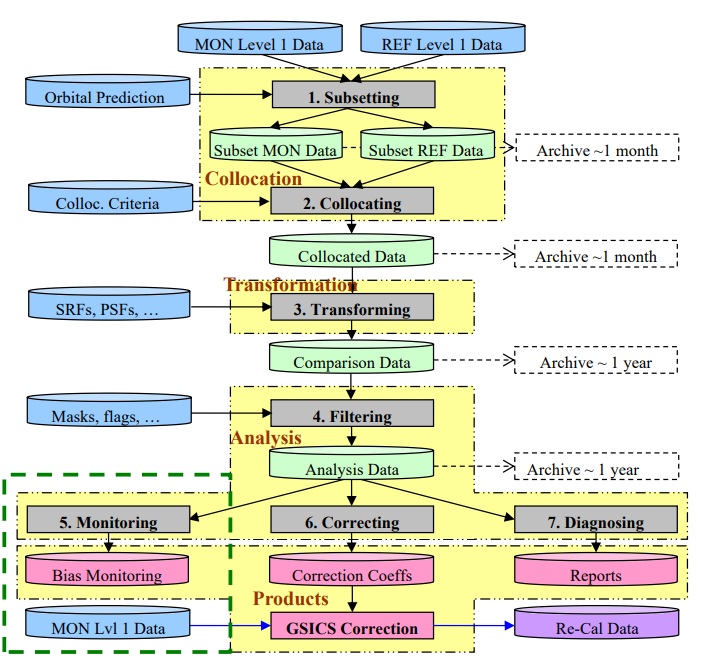 MON Level 1 Data
REF Level 1 Data
Orbital Prediction
1. Subsetting
Subset MON Data
Subset REF Data
Archive ~1 month
Collocation
Colloc. Criteria
2. Collocating
Collocated Data
Archive ~1 month
Transformation
SRFs, PSFs, …
3. Transforming
Comparison Data
Archive ~ 1 year
Masks, flags, …
4. Filtering
Analysis
Analysis Data
Archive ~ 1 year
5. Monitoring
6. Correcting
7. Diagnosing
Bias Monitoring
Correction Coeffs
Reports
Products
MON Lvl 1 Data
GSICS Correction
Re-Cal Data